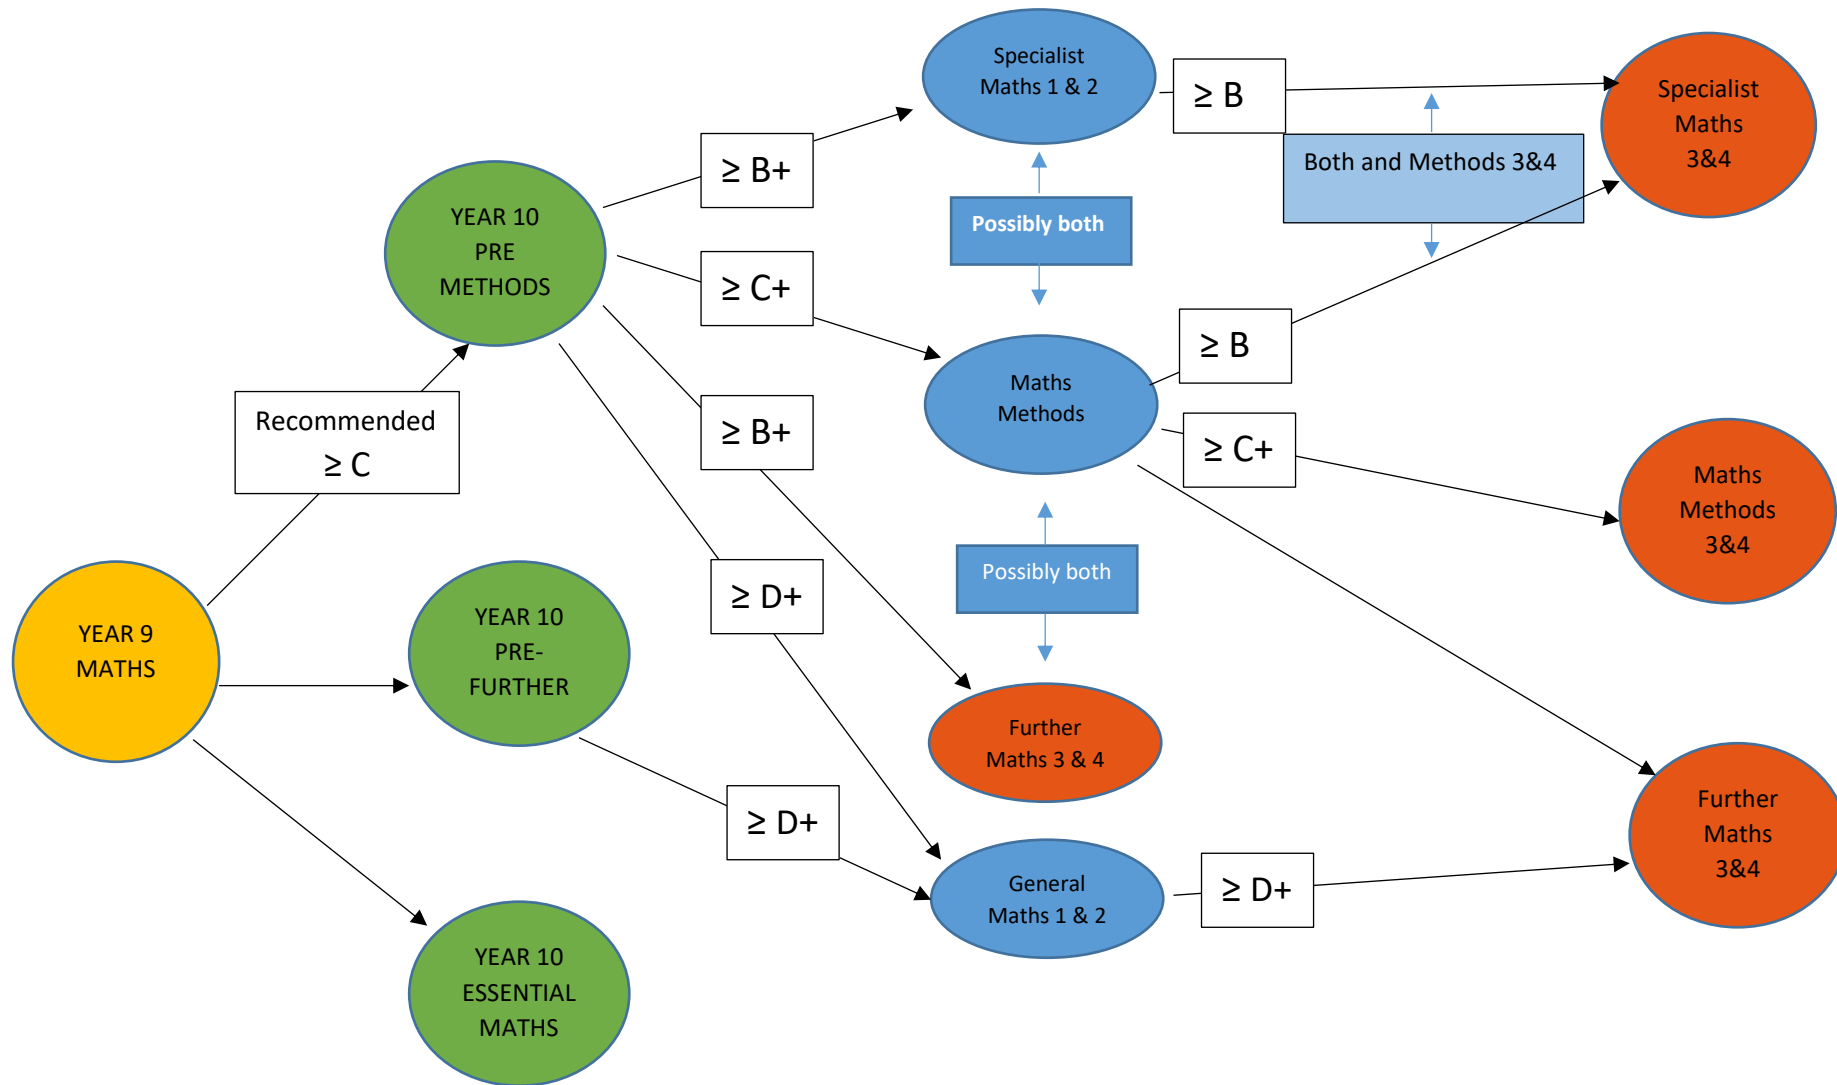 Specialist
Maths 1 & 2
≥ B
Specialist
Maths
3&4
≥ B+
Both and Methods 3&4
YEAR 10
PRE
METHODS
Possibly both
≥ C+
≥ B
Maths
Methods
Recommended
≥ C
≥ B+
≥ C+
Maths
Methods
3&4
Possibly both
≥ D+
YEAR 9
MATHS
YEAR 10
PRE-
FURTHER
Further
Maths 3 & 4
≥ D+
Further
Maths
3&4
General
Maths 1 & 2
≥ D+
YEAR 10
ESSENTIAL
MATHS